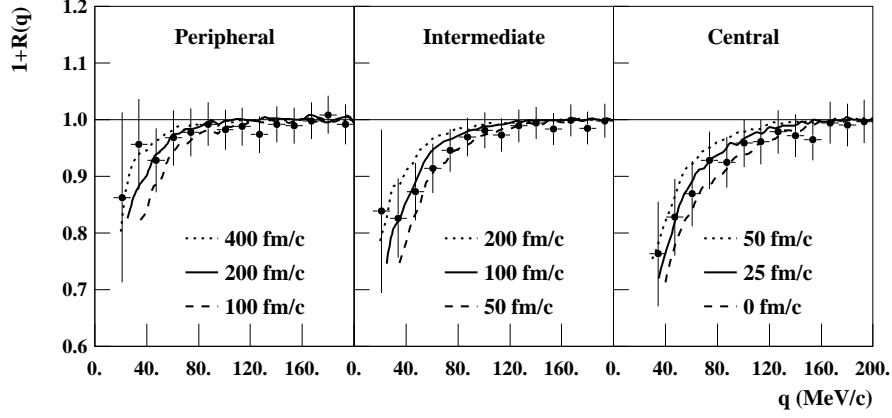 1+R(q)
1.2
1.1
1.0
0.9
0.8
0.7
0.6
Peripheral
400 fm/c
200 fm/c
100 fm/c
Intermediate
200 fm/c
100 fm/c
50 fm/c
Central
50 fm/c
25 fm/c
0 fm/c
0. 40. 80. 120. 160. 0. 40. 80. 120. 160. 0. 40. 80. 120. 160. 200.
q (MeV/c)